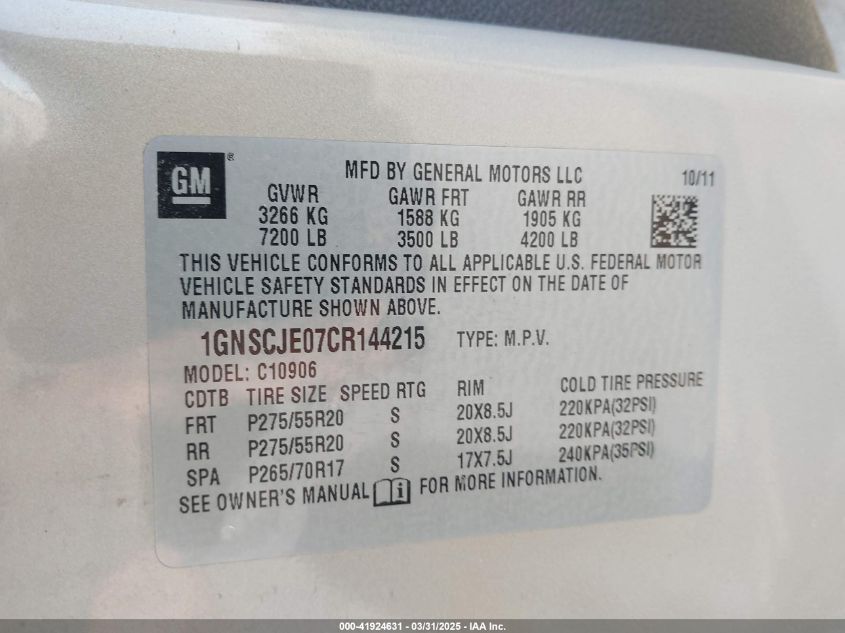 GM ® MFD BY GENERAL MOTORS LLC 10/11
GVWR GAWR FRT GAWR RR
3266 KG 1588 KG 1905 KG
7200 LB 3500 LB 4200 LB
THIS VEHICLE CONFORMS TO ALL APPLICABLE U.S. FEDERAL MOTOR
VEHICLE SAFETY STANDARDS IN EFFECT ON THE DATE OF
MANUFACTURE SHOWN ABOVE.
1GNSCJE07CR144215 TYPE: M.P.V.
MODEL: C10906
CDTB TIRE SIZE SPEED RTG RIM COLD TIRE PRESSURE
FRT P275/55R20 S 20X8.5J 220KPA(32PSI)
RR P275/55R20 S 20X8.5J 220KPA(32PSI)
SPA P265/70R17 S 17X7.5J 240KPA(35PSI)
SEE OWNER'S MANUAL i FOR MORE INFORMATION.
000-41924631 - 03/31/2025 - IAA Inc.